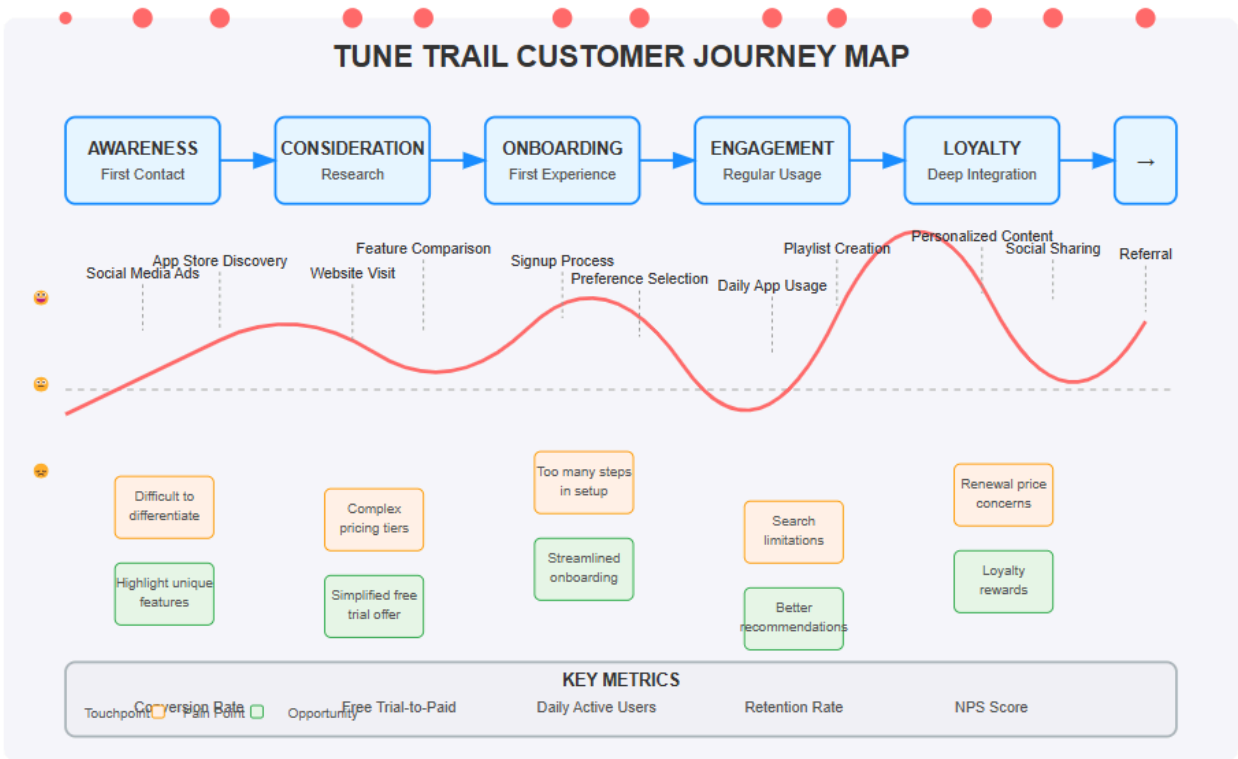 TUNE TRAIL CUSTOMER JOURNEY MAP
AWARENESS
First Contact
CONSIDERATION
Research
ONBOARDING
First Experience
ENGAGEMENT
Regular Usage
LOYALTY
Deep Integration
→
Social Media Ads
App Store Discovery
Website Visit
Feature Comparison
Signup Process
Preference Selection
Daily App Usage
Playlist Creation
Personalized Content
Social Sharing
Referral
Difficult to
differentiate
Highlight unique
features
Complex
pricing tiers
Simplified free
trial offer
Too many steps
in setup
Streamlined
onboarding
Search
limitations
Better
recommendations
Renewal price
concerns
Loyalty
rewards
KEY METRICS
Conversion Rate
Free Trial-to-Paid
Daily Active Users
Retention Rate
NPS Score
Touchpoint
Pain Point
Opportunity